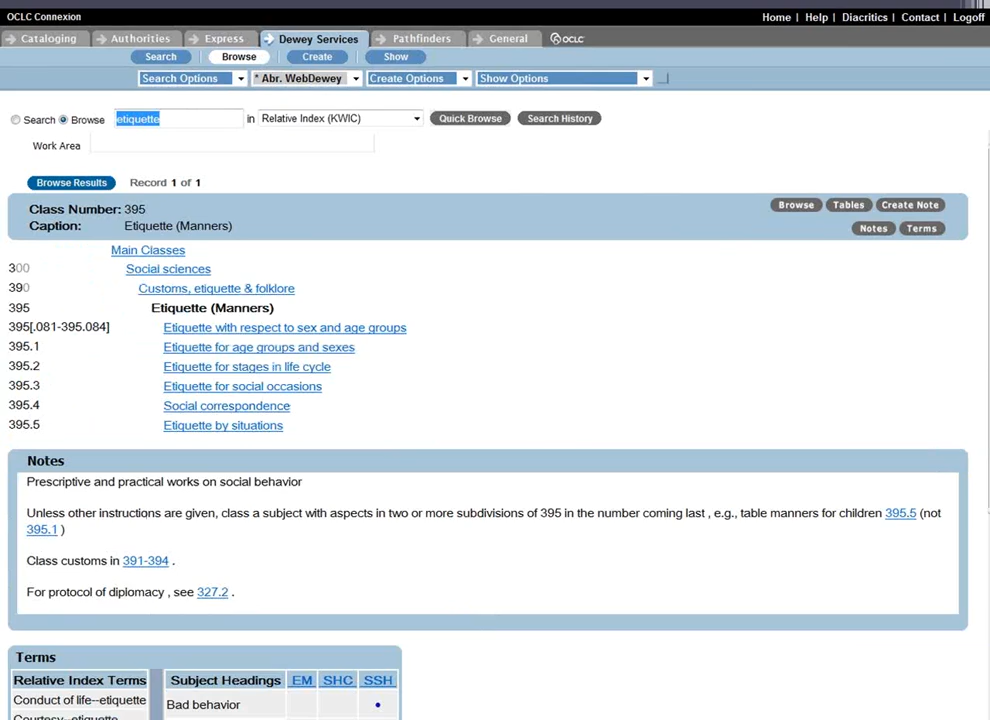 OCLC Connexion
Home | Help | Diacritics | Contact | Logoff
Cataloging Authorities Express Dewey Services Pathfinders General OCLC
Search Browse Create Show
Search Options * Abr. WebDewey Create Options Show Options
Search Browse etiquette in Relative Index (KWIC) Quick Browse Search History
Work Area
Browse Results Record 1 of 1
Class Number: 395 Browse Tables Create Note
Caption: Etiquette (Manners) Notes Terms
Main Classes
300 Social sciences
390 Customs, etiquette & folklore
395 Etiquette (Manners)
395[.081-395.084] Etiquette with respect to sex and age groups
395.1 Etiquette for age groups and sexes
395.2 Etiquette for stages in life cycle
395.3 Etiquette for social occasions
395.4 Social correspondence
395.5 Etiquette by situations
Notes
Prescriptive and practical works on social behavior
Unless other instructions are given, class a subject with aspects in two or more subdivisions of 395 in the number coming last , e.g., table manners for children 395.5 (not
395.1 )
Class customs in 391-394 .
For protocol of diplomacy , see 327.2 .
Terms
Relative Index Terms Subject Headings EM SHC SSH
Conduct of life--etiquette Bad behavior •
Courtesy--etiquette